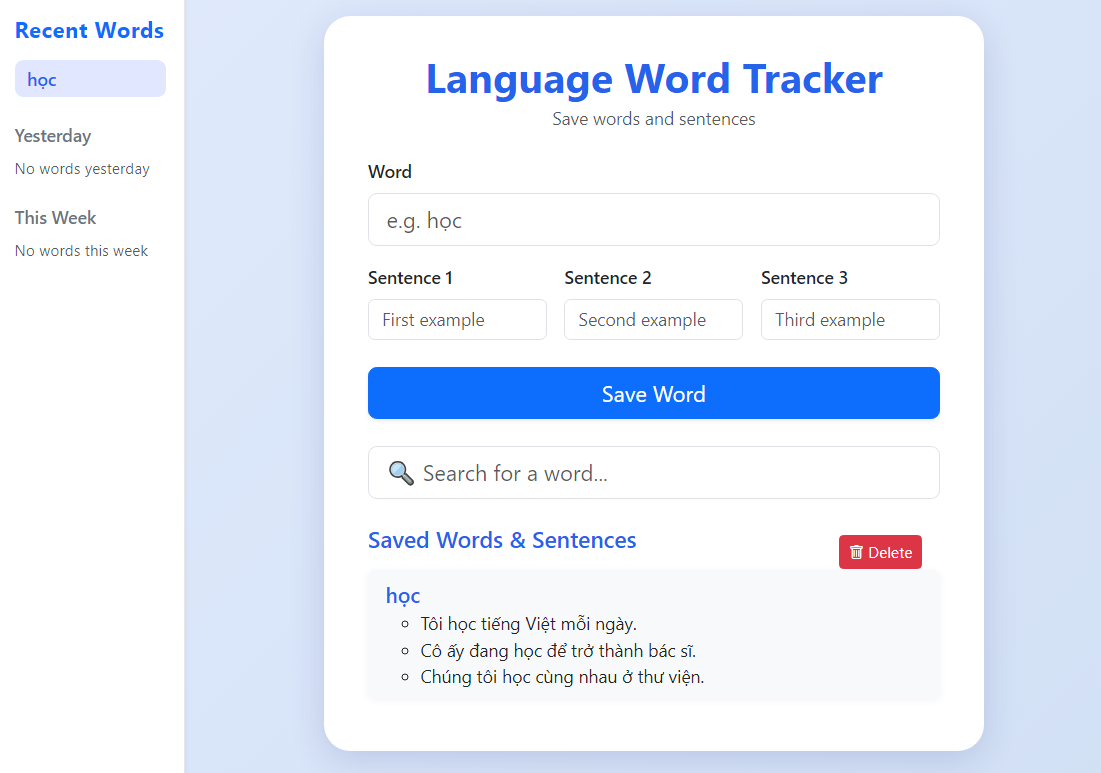 Recent Words
học
Yesterday
No words yesterday
This Week
No words this week
Language Word Tracker
Save words and sentences
Word
e.g. học
Sentence 1 Sentence 2 Sentence 3
First example Second example Third example
Save Word
🔍 Search for a word...
Saved Words & Sentences
🗑 Delete
học
Tôi học tiếng Việt mỗi ngày.
Cô ấy đang học để trở thành bác sĩ.
Chúng tôi học cùng nhau ở thư viện.